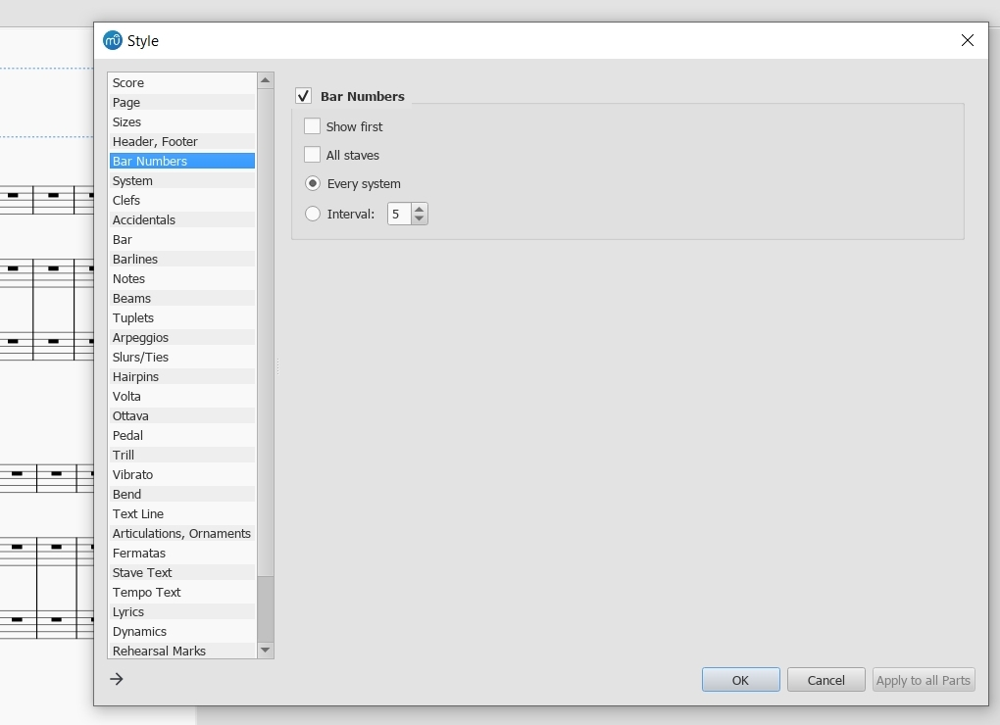 Style
Score
Page
Sizes
Header, Footer
Bar Numbers
System
Clefs
Accidentals
Bar
Barlines
Notes
Beams
Tuplets
Arpeggios
Slurs/Ties
Hairpins
Volta
Ottava
Pedal
Trill
Vibrato
Bend
Text Line
Articulations, Ornaments
Fermatas
Stave Text
Tempo Text
Lyrics
Dynamics
Rehearsal Marks
Bar Numbers
Show first
All staves
Every system
Interval: 5
OK
Cancel
Apply to all Parts